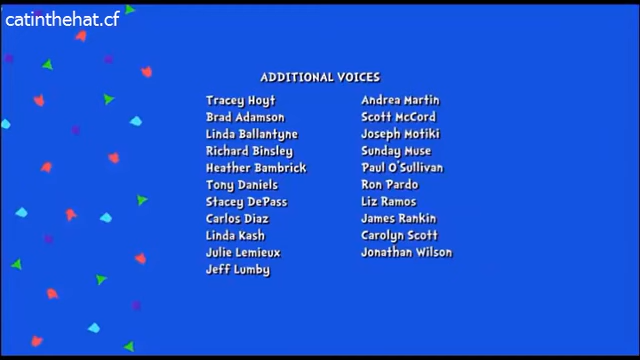 catinthehat.cf
ADDITIONAL VOICES
Tracey Hoyt
Brad Adamson
Linda Ballantyne
Richard Binsley
Heather Bambrick
Tony Daniels
Stacey DePass
Carlos Diaz
Linda Kash
Julie Lemieux
Jeff Lumby
Andrea Martin
Scott McCord
Joseph Motiki
Sunday Muse
Paul O'Sullivan
Ron Pardo
Liz Ramos
James Rankin
Carolyn Scott
Jonathan Wilson